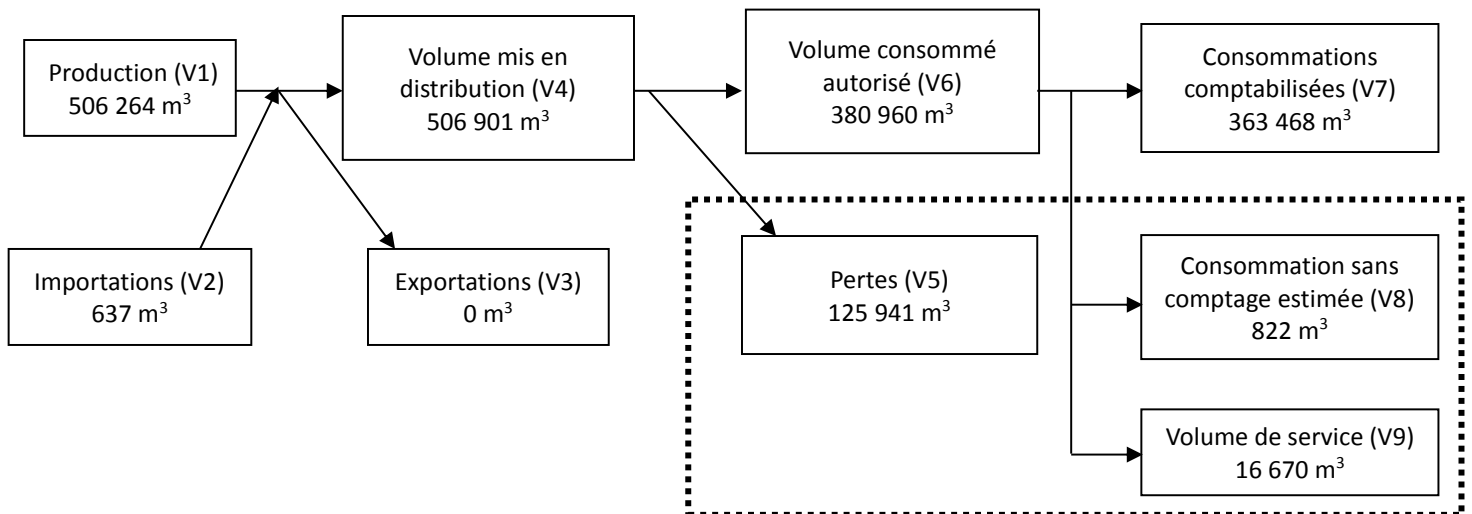 Production (V1)
506 264 m³
Volume mis en
distribution (V4)
506 901 m³
Volume consommé
autorisé (V6)
380 960 m³
Consommations
comptabilisées (V7)
363 468 m³
Importations (V2)
637 m³
Exportations (V3)
0 m³
Pertes (V5)
125 941 m³
Consommation sans
comptage estimée (V8)
822 m³
Volume de service (V9)
16 670 m³